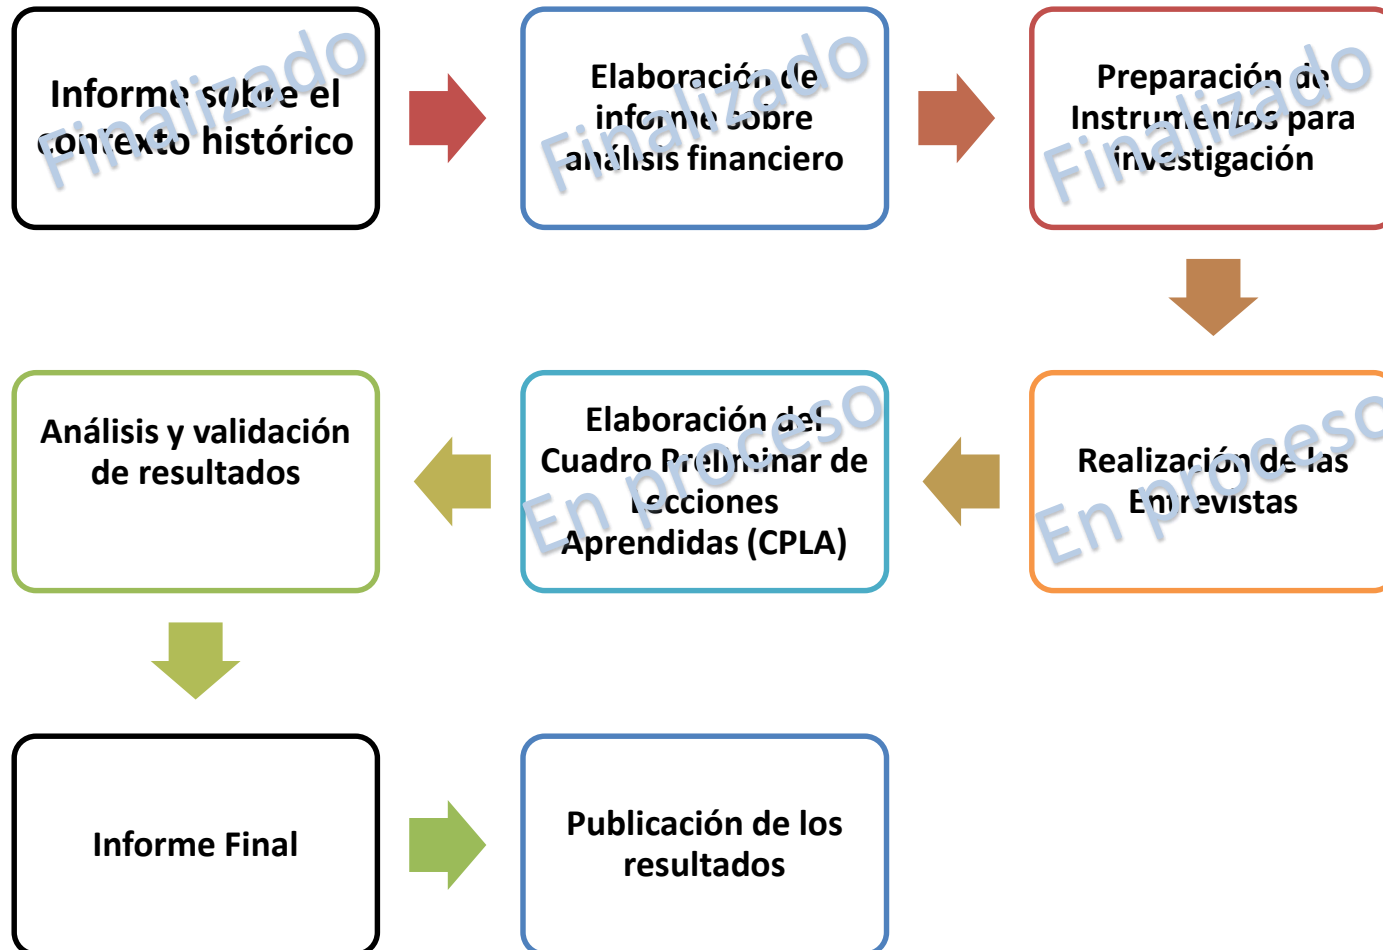 Informe sobre el
contexto histórico
Finalizado
Elaboración de
informe sobre
análisis financiero
Finalizado
Preparación de
Instrumentos para
investigación
Finalizado
Realización de las
Entrevistas
En proceso
Elaboración del
Cuadro Preliminar de
Lecciones
Aprendidas (CPLA)
En proceso
Análisis y validación
de resultados
Informe Final
Publicación de los
resultados